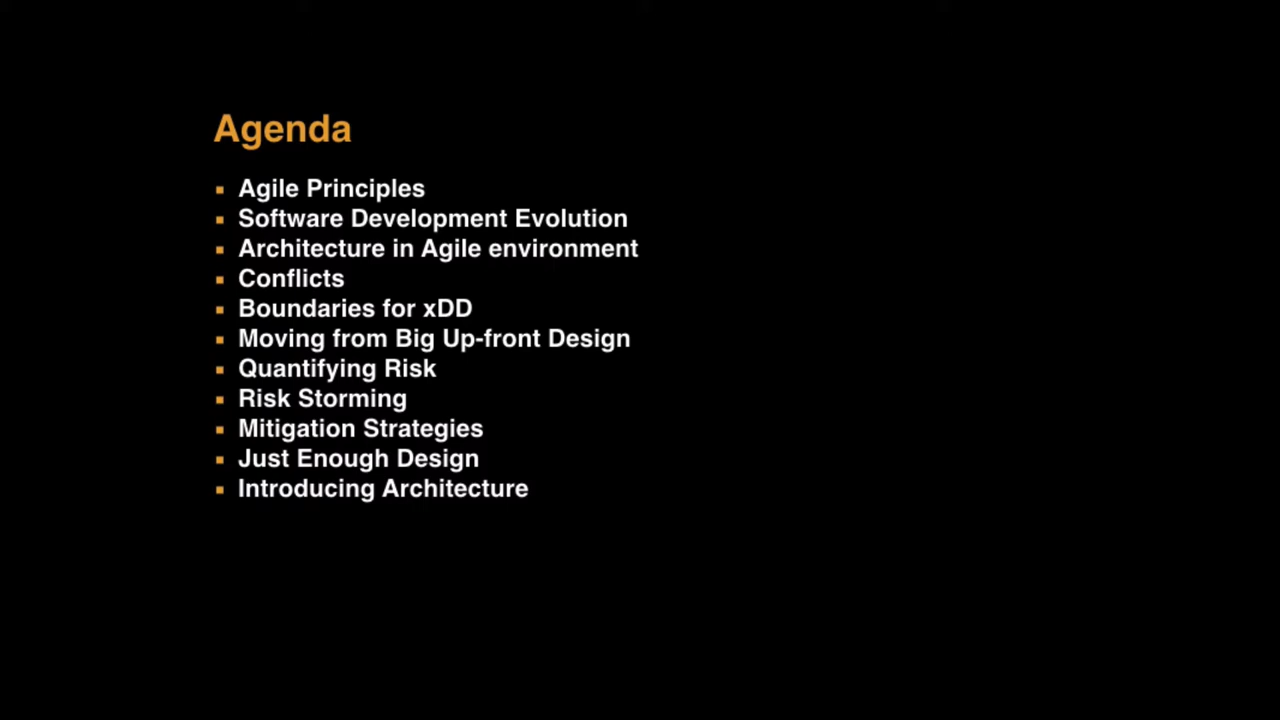 Agenda
Agile Principles
Software Development Evolution
Architecture in Agile environment
Conflicts
Boundaries for xDD
Moving from Big Up-front Design
Quantifying Risk
Risk Storming
Mitigation Strategies
Just Enough Design
Introducing Architecture